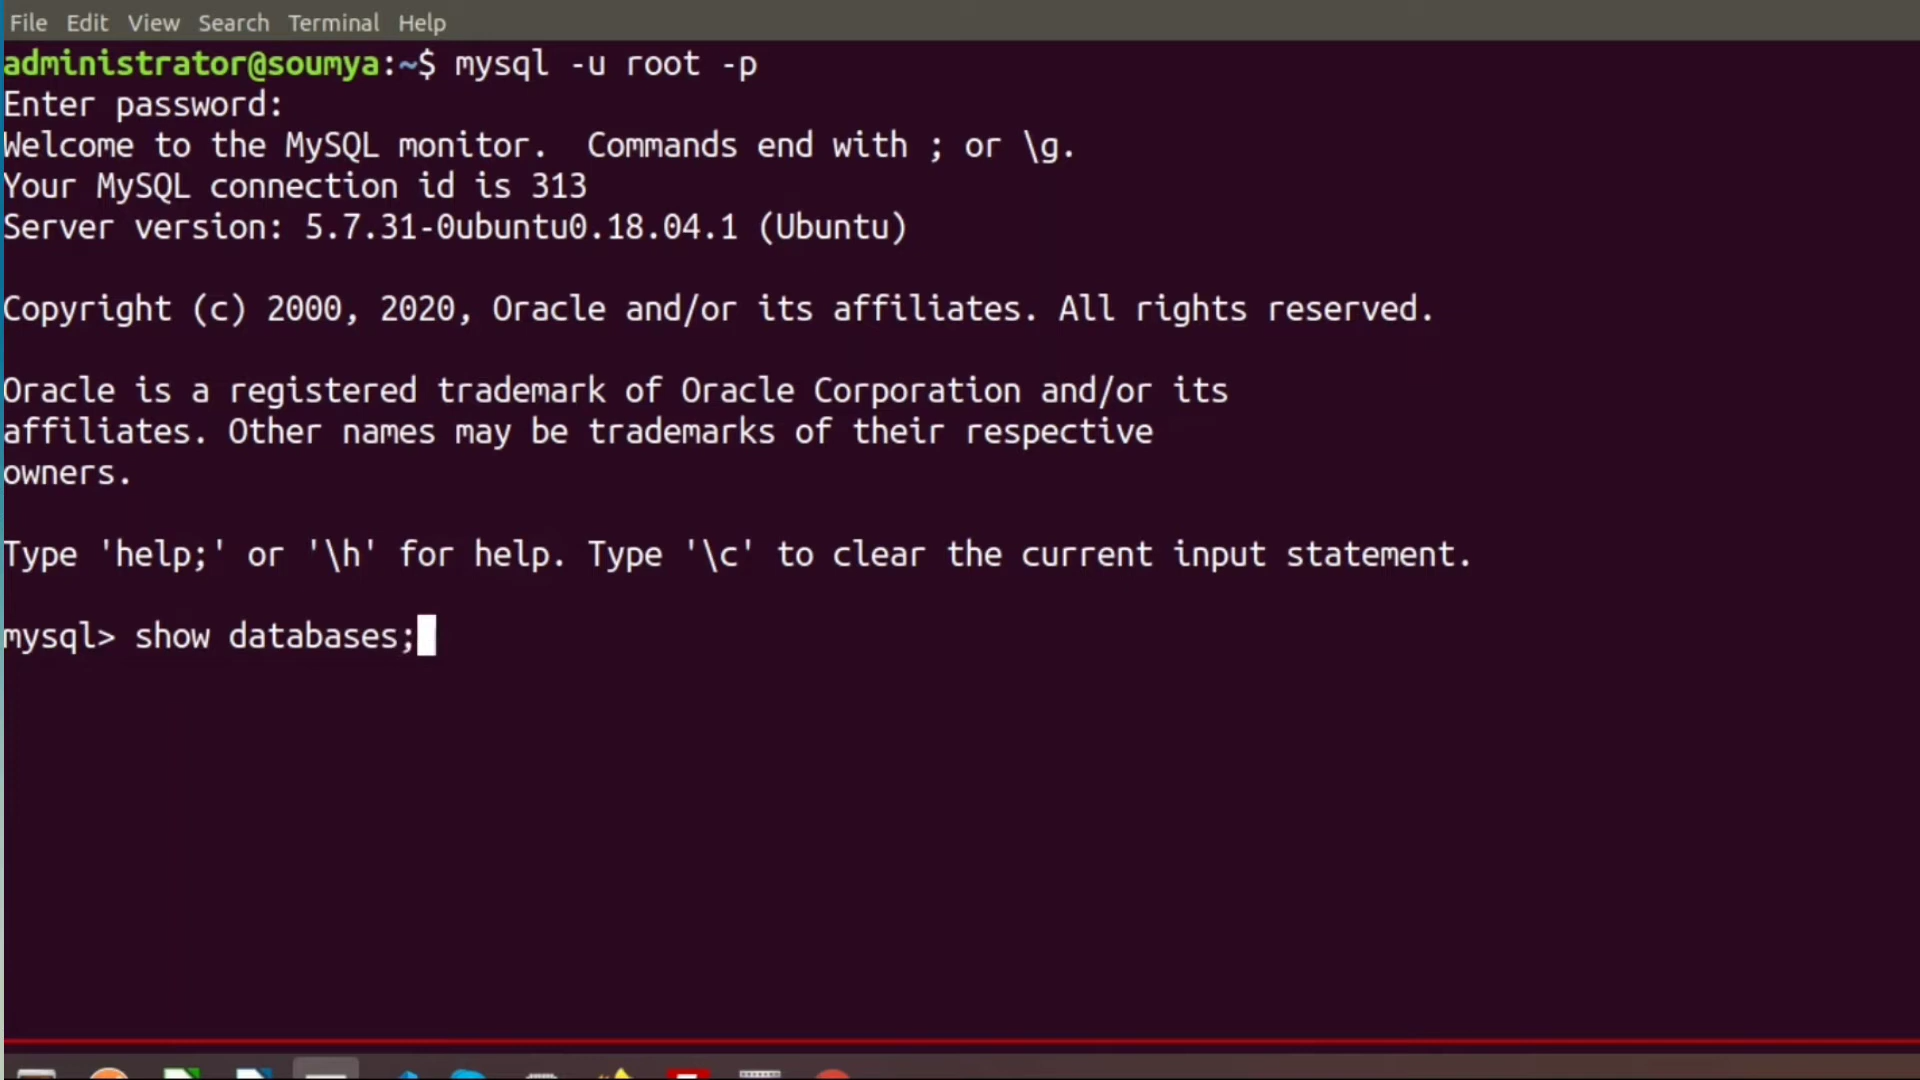 File Edit View Search Terminal Help
administrator@soumya:~$ mysql -u root -p
Enter password:
Welcome to the MySQL monitor.  Commands end with ; or \g.
Your MySQL connection id is 313
Server version: 5.7.31-0ubuntu0.18.04.1 (Ubuntu)
Copyright (c) 2000, 2020, Oracle and/or its affiliates. All rights reserved.
Oracle is a registered trademark of Oracle Corporation and/or its
affiliates. Other names may be trademarks of their respective
owners.
Type 'help;' or '\h' for help. Type '\c' to clear the current input statement.
mysql> show databases;